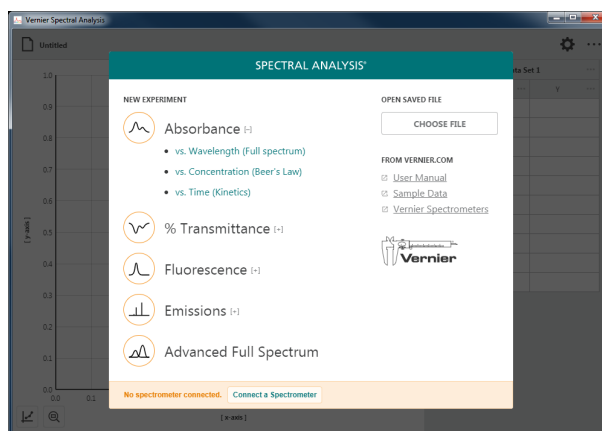 Vernier Spectral Analysis
Untitled
SPECTRAL ANALYSIS®
NEW EXPERIMENT
Absorbance [-]
vs. Wavelength (Full spectrum)
vs. Concentration (Beer's Law)
vs. Time (Kinetics)
% Transmittance [+]
Fluorescence [+]
Emissions [+]
Advanced Full Spectrum
OPEN SAVED FILE
CHOOSE FILE
FROM VERNIER.COM
User Manual
Sample Data
Vernier Spectrometers
Vernier
No spectrometer connected. Connect a Spectrometer
Set 1
Y
1.0
0.9
0.8
0.7
0.6
0.5
0.4
0.3
0.2
0.1
0.0
[ y-axis ]
0.0 0.1
[ x-axis ]